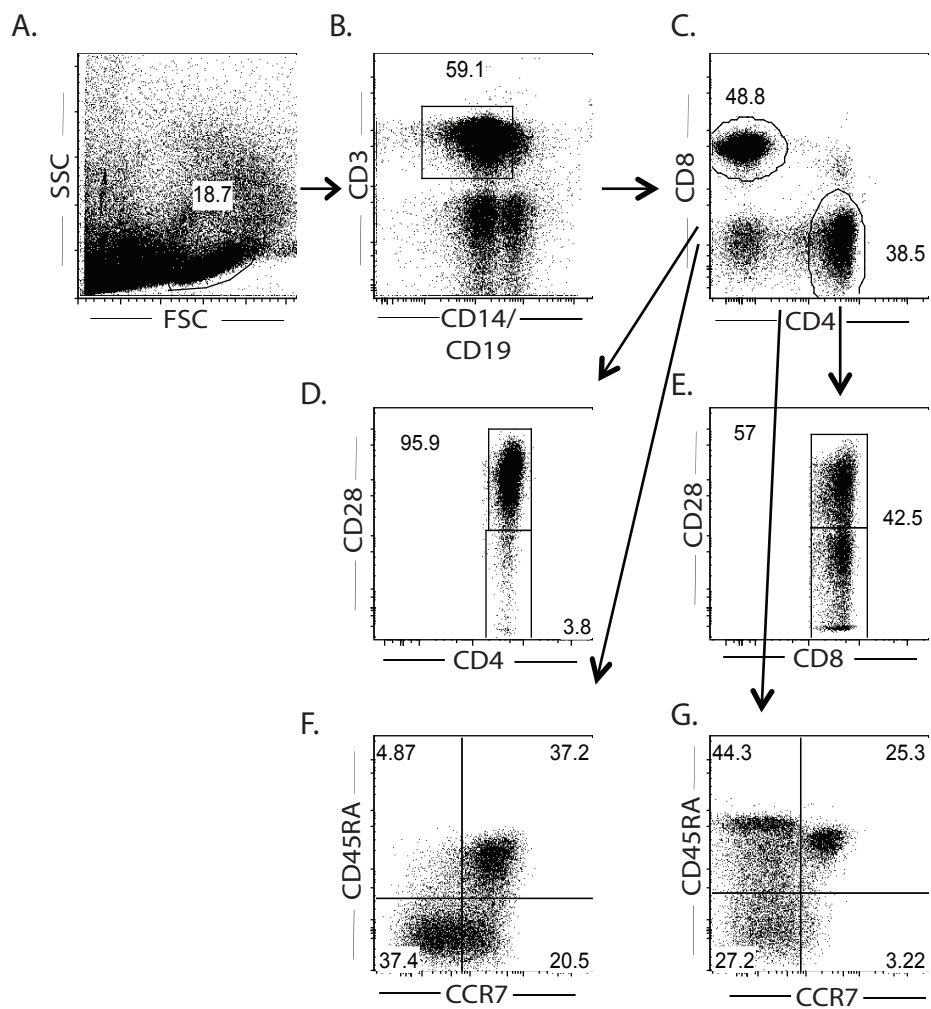 A.
SSC
18.7
FSC
B.
59.1
CD3
CD14/
CD19
C.
48.8
CD8
38.5
CD4
D.
95.9
CD28
3.8
CD4
E.
57
CD28
42.5
CD8
F.
4.87 37.2
CD45RA
37.4 20.5
CCR7
G.
44.3 25.3
CD45RA
27.2 3.22
CCR7